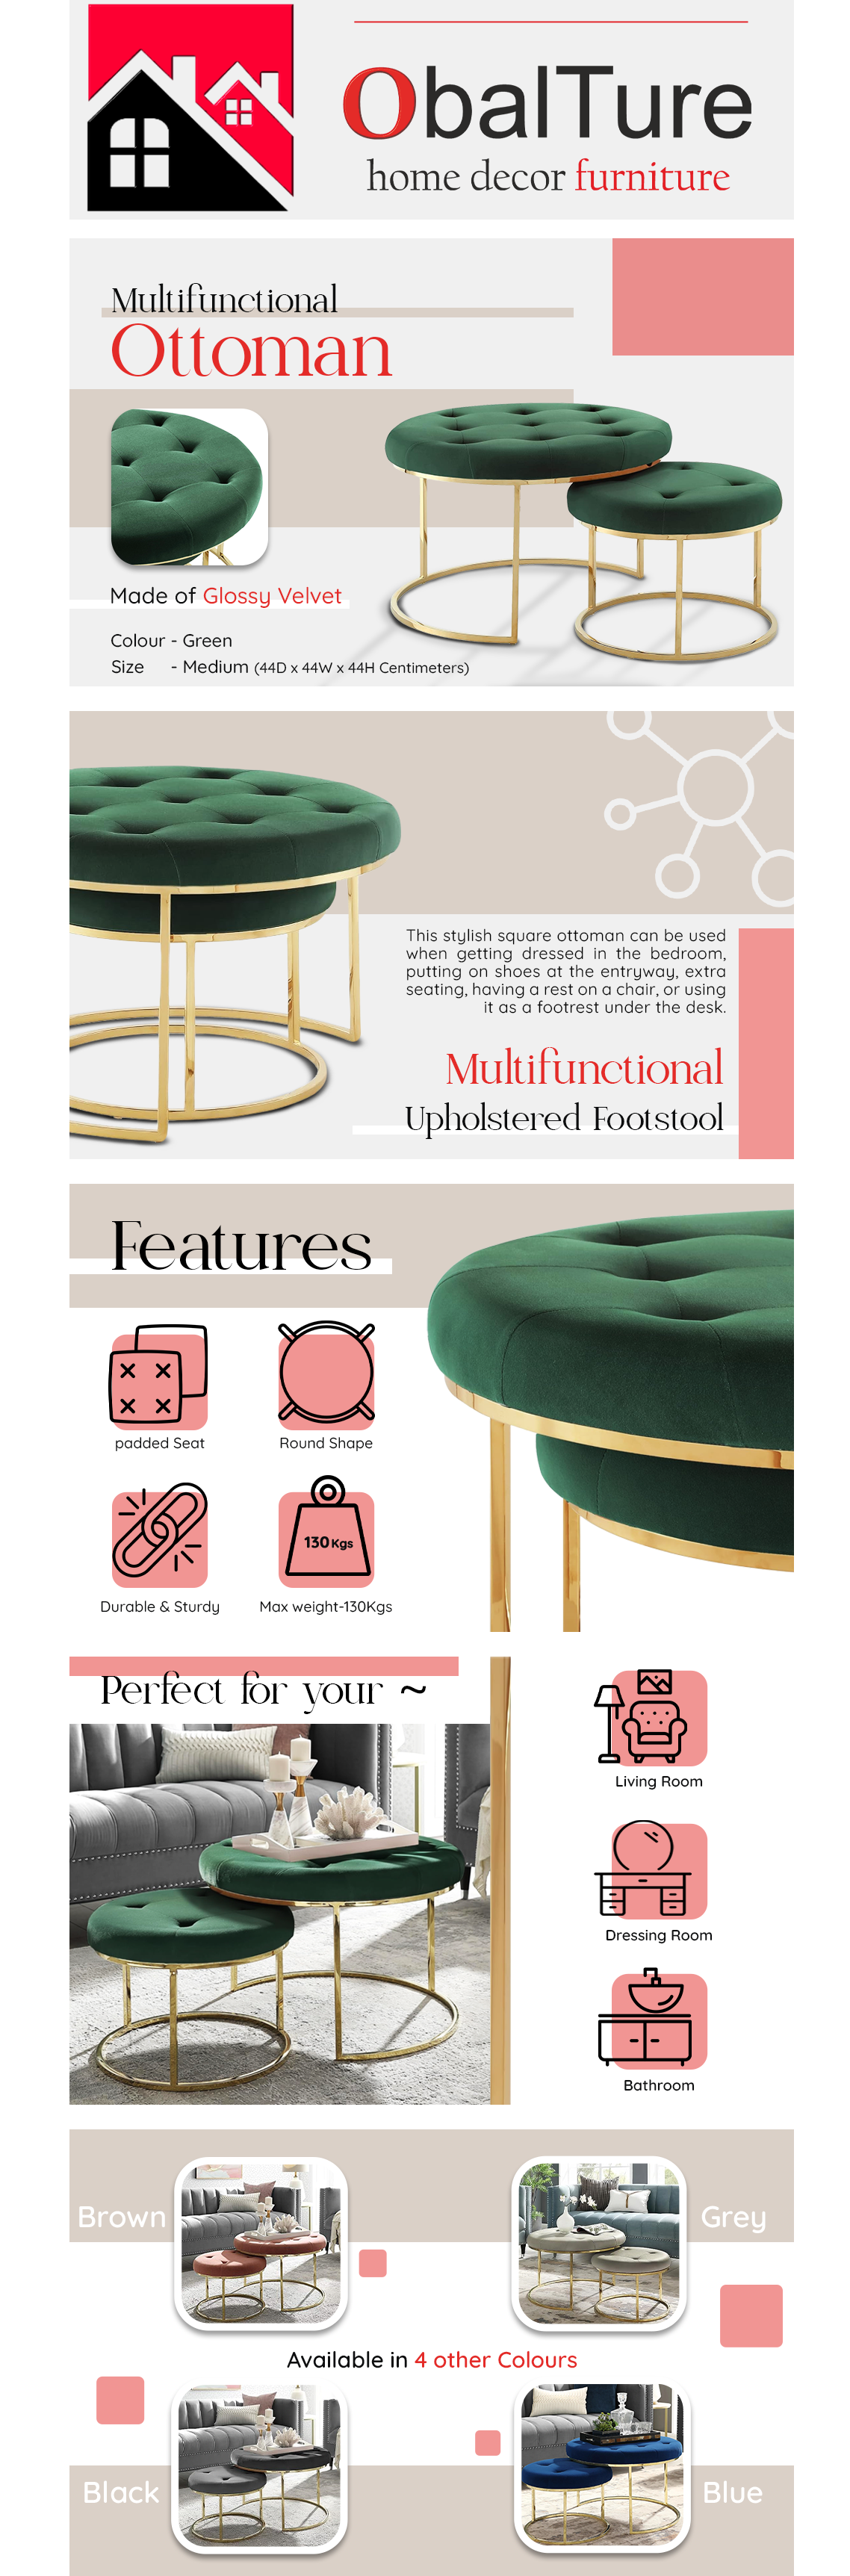 ObalTure
home decor furniture
Multifunctional
Ottoman
Made of Glossy Velvet
Colour - Green
Size - Medium (44D x 44W x 44H Centimeters)
This stylish square ottoman can be used
when getting dressed in the bedroom,
putting on shoes at the entryway, extra
seating, having a rest on a chair, or using
it as a footrest under the desk.
Multifunctional
Upholstered Footstool
Features
padded Seat
Round Shape
130 Kgs
Durable & Sturdy
Max weight-130Kgs
Perfect for your ~
Living Room
Dressing Room
Bathroom
Brown
Grey
Available in 4 other Colours
Black
Blue